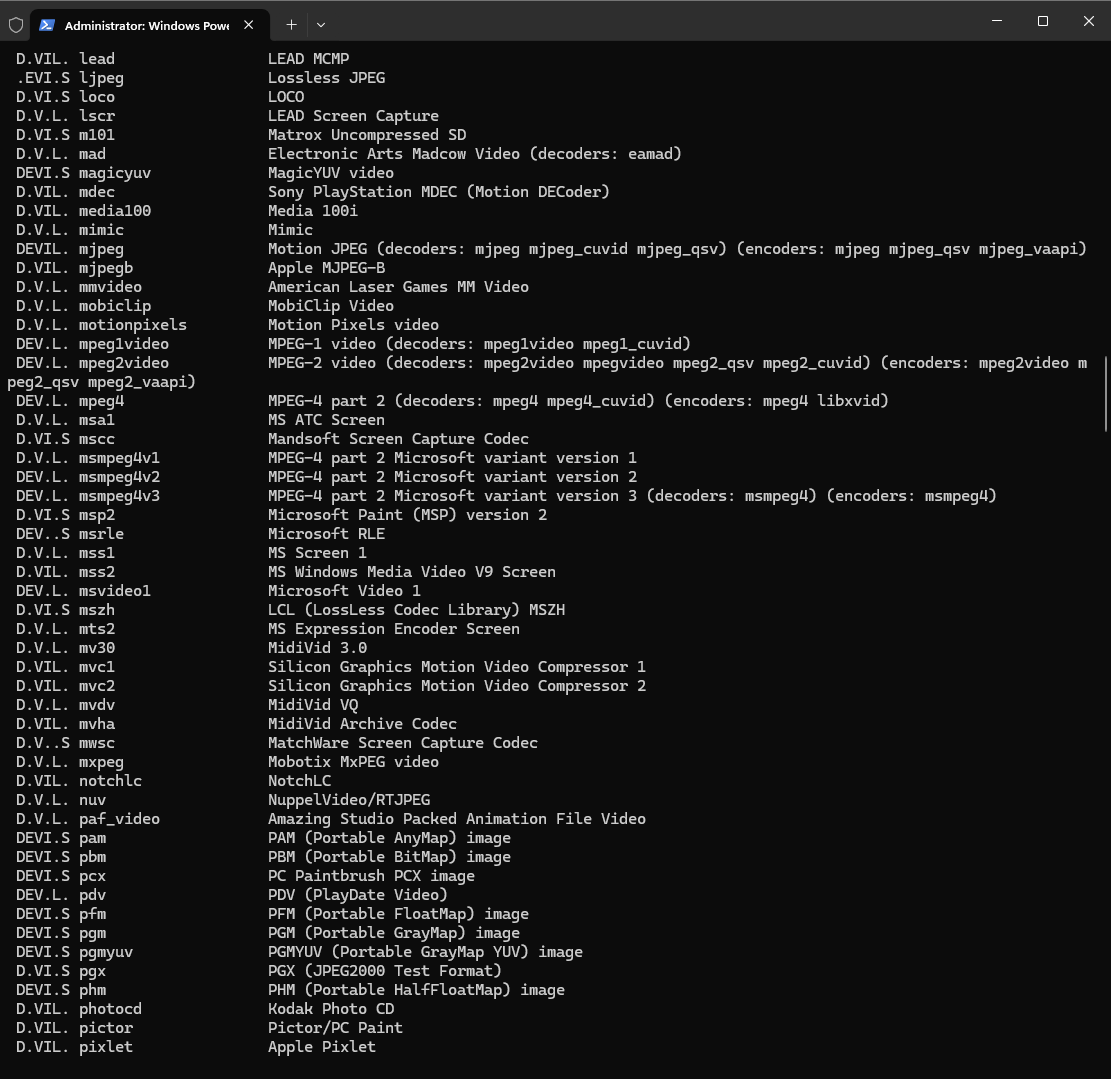 Administrator: Windows Powe
D.VIL. lead LEAD MCMP
.EVI.S ljpeg Lossless JPEG
D.VI.S loco LOCO
D.V.L. lscr LEAD Screen Capture
D.VI.S m101 Matrox Uncompressed SD
D.V.L. mad Electronic Arts Madcow Video (decoders: eamad)
DEVI.S magicyuv MagicYUV video
D.VIL. mdec Sony PlayStation MDEC (Motion DECoder)
D.VIL. media100 Media 100i
D.V.L. mimic Mimic
DEVIL. mjpeg Motion JPEG (decoders: mjpeg mjpeg_cuvid mjpeg_qsv) (encoders: mjpeg mjpeg_qsv mjpeg_vaapi)
D.VIL. mjpegb Apple MJPEG-B
D.V.L. mmvideo American Laser Games MM Video
D.V.L. mobiclip MobiClip Video
D.V.L. motionpixels Motion Pixels video
DEV.L. mpeg1video MPEG-1 video (decoders: mpeg1video mpeg1_cuvid)
DEV.L. mpeg2video MPEG-2 video (decoders: mpeg2video mpegvideo mpeg2_qsv mpeg2_cuvid) (encoders: mpeg2video m
peg2_qsv mpeg2_vaapi)
DEV.L. mpeg4 MPEG-4 part 2 (decoders: mpeg4 mpeg4_cuvid) (encoders: mpeg4 libxvid)
D.V.L. msa1 MS ATC Screen
D.VI.S mscc Mandsoft Screen Capture Codec
D.V.L. msmpeg4v1 MPEG-4 part 2 Microsoft variant version 1
DEV.L. msmpeg4v2 MPEG-4 part 2 Microsoft variant version 2
DEV.L. msmpeg4v3 MPEG-4 part 2 Microsoft variant version 3 (decoders: msmpeg4) (encoders: msmpeg4)
D.VI.S msp2 Microsoft Paint (MSP) version 2
DEV..S msrle Microsoft RLE
D.V.L. mss1 MS Screen 1
D.VIL. mss2 MS Windows Media Video V9 Screen
DEV.L. msvideo1 Microsoft Video 1
D.VI.S mszh LCL (LossLess Codec Library) MSZH
D.V.L. mts2 MS Expression Encoder Screen
D.V.L. mv30 MidiVid 3.0
D.VIL. mvc1 Silicon Graphics Motion Video Compressor 1
D.VIL. mvc2 Silicon Graphics Motion Video Compressor 2
D.V.L. mvdv MidiVid VQ
D.VIL. mvha MidiVid Archive Codec
D.V..S mwsc MatchWare Screen Capture Codec
D.V.L. mxpeg Mobotix MxPEG video
D.VIL. notchlc NotchLC
D.V.L. nuv NuppelVideo/RTJPEG
D.V.L. paf_video Amazing Studio Packed Animation File Video
DEVI.S pam PAM (Portable AnyMap) image
DEVI.S pbm PBM (Portable BitMap) image
DEVI.S pcx PC Paintbrush PCX image
DEV.L. pdv PDV (PlayDate Video)
DEVI.S pfm PFM (Portable FloatMap) image
DEVI.S pgm PGM (Portable GrayMap) image
DEVI.S pgmyuv PGMYUV (Portable GrayMap YUV) image
D.VI.S pgx PGX (JPEG2000 Test Format)
DEVI.S phm PHM (Portable HalfFloatMap) image
D.VIL. photocd Kodak Photo CD
D.VIL. pictor Pictor/PC Paint
D.VIL. pixlet Apple Pixlet